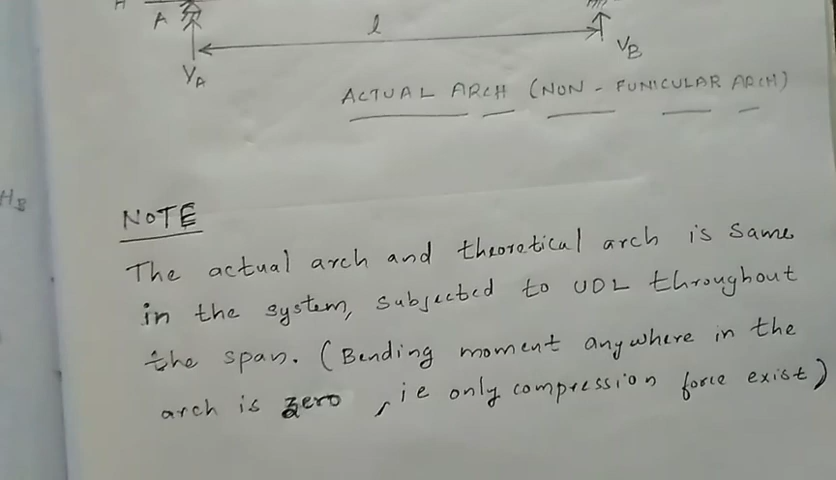 H
A
l
VA
VB
ACTUAL ARCH (NON - FUNICULAR ARCH)
HB
NOTE
The actual arch and theoretical arch is same
in the system, subjected to UDL throughout
the span. (Bending moment anywhere in the
arch is zero, ie only compression force exist)